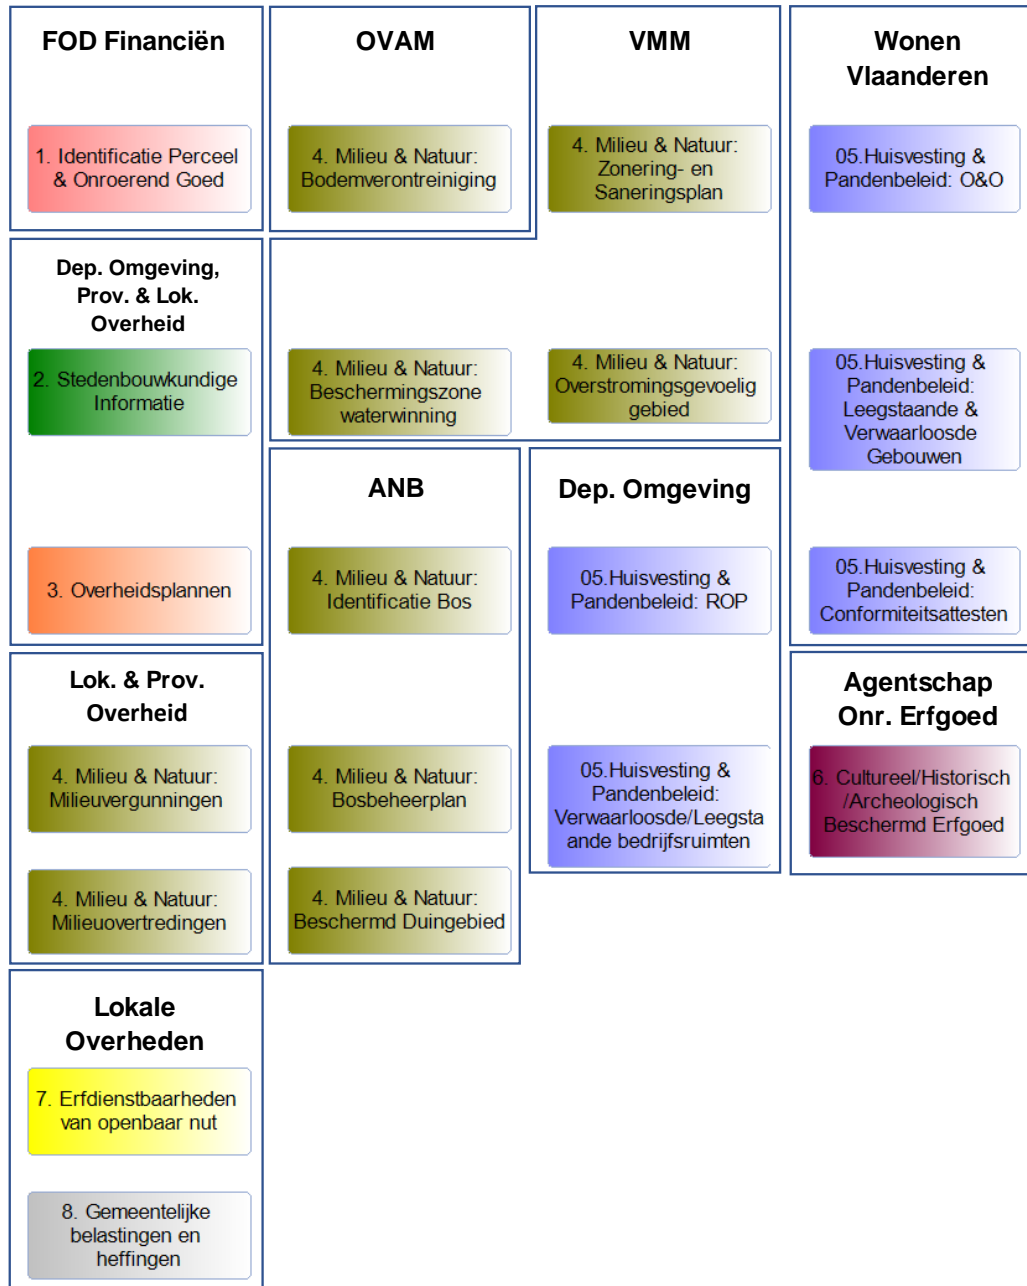 FOD Financiën
1. Identificatie Perceel
& Onroerend Goed
OVAM
4. Milieu & Natuur:
Bodemverontreiniging
VMM
4. Milieu & Natuur:
Zonering- en
Saneringsplan
4. Milieu & Natuur:
Beschermingszone
waterwinning
4. Milieu & Natuur:
Overstromingsgevoelig
gebied
Wonen
Vlaanderen
05.Huisvesting &
Pandenbeleid: O&O
05.Huisvesting &
Pandenbeleid:
Leegstaande &
Verwaarloosde
Gebouwen
05.Huisvesting &
Pandenbeleid:
Conformiteitsattesten
Dep. Omgeving,
Prov. & Lok.
Overheid
2. Stedenbouwkundige
Informatie
3. Overheidsplannen
ANB
4. Milieu & Natuur:
Identificatie Bos
4. Milieu & Natuur:
Bosbeheerplan
4. Milieu & Natuur:
Beschermd Duingebied
Dep. Omgeving
05.Huisvesting &
Pandenbeleid: ROP
05.Huisvesting &
Pandenbeleid:
Verwaarloosde/Leegsta
ande bedrijfsruimten
Lok. & Prov.
Overheid
4. Milieu & Natuur:
Milieuvergunningen
4. Milieu & Natuur:
Milieuovertredingen
Agentschap
Onr. Erfgoed
6. Cultureel/Historisch
/Archeologisch
Beschermd Erfgoed
Lokale
Overheden
7. Erfdienstbaarheden
van openbaar nut
8. Gemeentelijke
belastingen en
heffingen